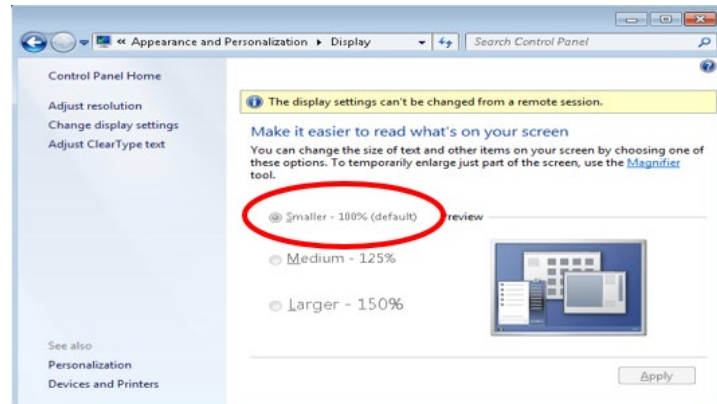 « Appearance and Personalization ▸ Display
Search Control Panel
Control Panel Home
Adjust resolution
Change display settings
Adjust ClearType text
The display settings can't be changed from a remote session.
Make it easier to read what's on your screen
You can change the size of text and other items on your screen by choosing one of
these options. To temporarily enlarge just part of the screen, use the Magnifier
tool.
Smaller - 100% (default)
review
Medium - 125%
Larger - 150%
See also
Personalization
Devices and Printers
Apply